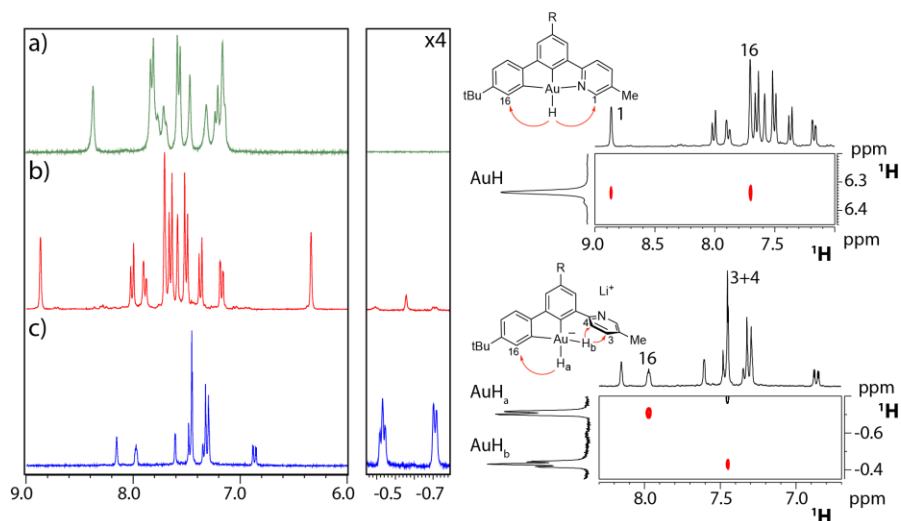 a)
b)
c)
x4
9.0 8.0 7.0 6.0
-0.5 -0.7
R
tBu
16
Au
N
1
Me
H
16
1
ppm
¹H
AuH
6.3
6.4
9.0 8.5 8.0 7.5
ppm
¹H
R
Li⁺
N
4
3
Me
tBu
16
Au
−
H_b
H_a
3+4
16
ppm
¹H
AuH_a
AuH_b
-0.6
-0.4
8.0 7.5 7.0
ppm
¹H